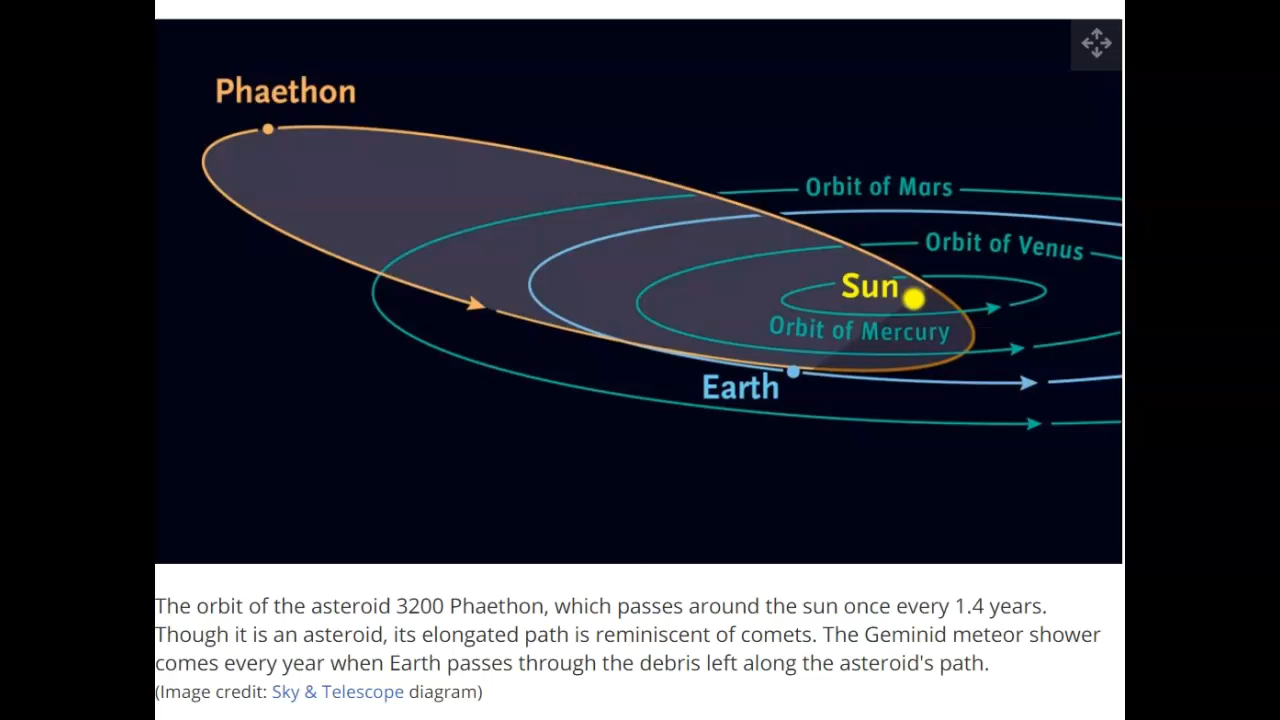 Phaethon
Orbit of Mars
Orbit of Venus
Sun
Orbit of Mercury
Earth
The orbit of the asteroid 3200 Phaethon, which passes around the sun once every 1.4 years.
Though it is an asteroid, its elongated path is reminiscent of comets. The Geminid meteor shower
comes every year when Earth passes through the debris left along the asteroid's path.
(Image credit: Sky & Telescope diagram)